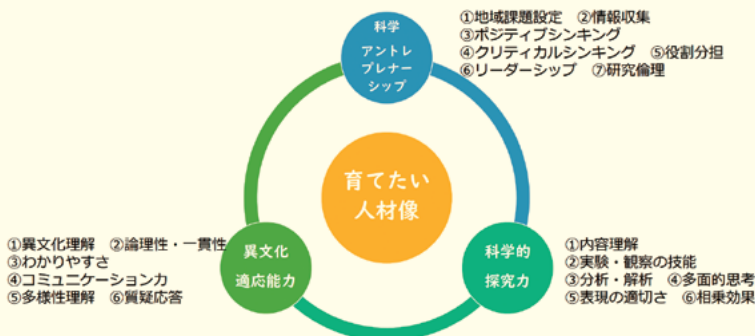 科学
アントレ
プレナー
シップ
①地域課題設定 ②情報収集
③ポジティブシンキング
④クリティカルシンキング ⑤役割分担
⑥リーダーシップ ⑦研究倫理
育てたい
人材像
①異文化理解 ②論理性・一貫性
③わかりやすさ
④コミュニケーション力
⑤多様性理解 ⑥質疑応答
異文化
適応能力
科学的
探究力
①内容理解
②実験・観察の技能
③分析・解析 ④多面的思考
⑤表現の適切さ ⑥相乗効果